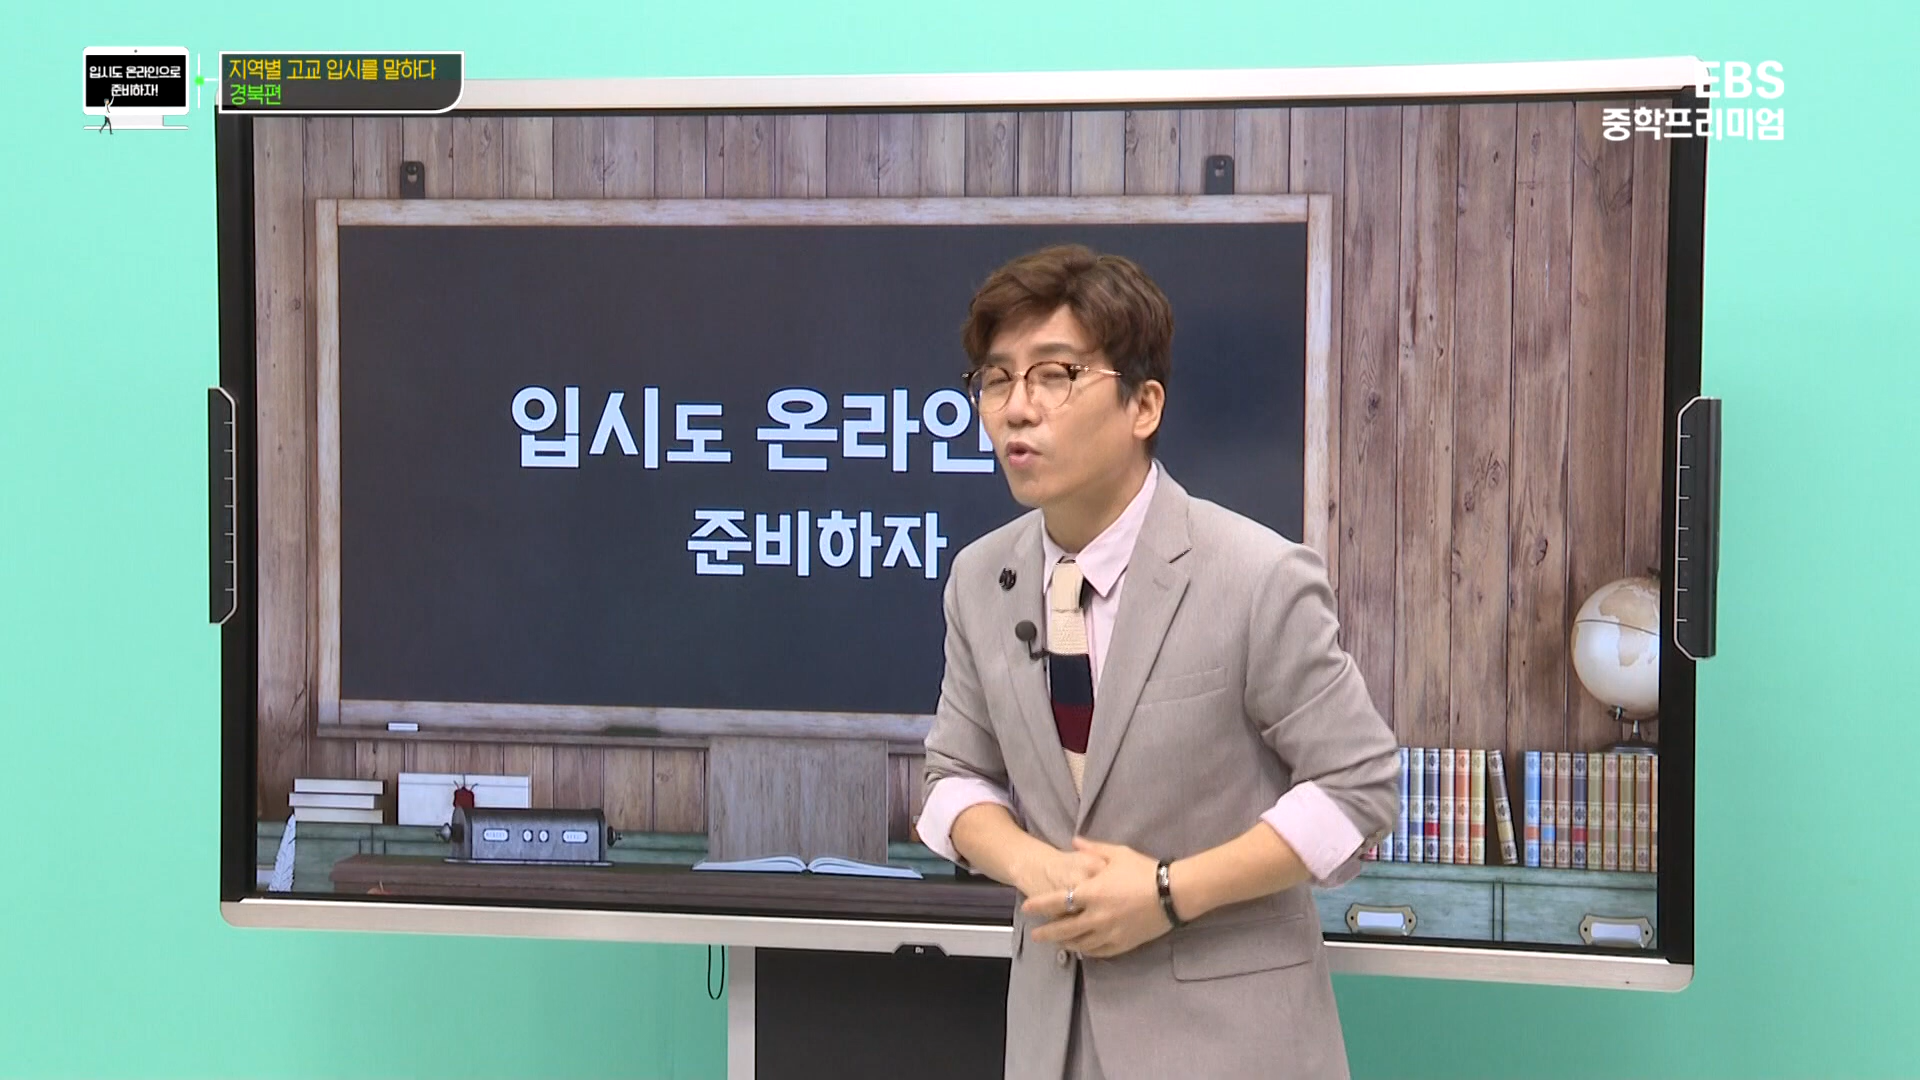 입시도 온라인으로
준비하자!
지역별 고교 입시를 말하다
경북편
EBS
중학프리미엄
입시도 온라인
준비하자